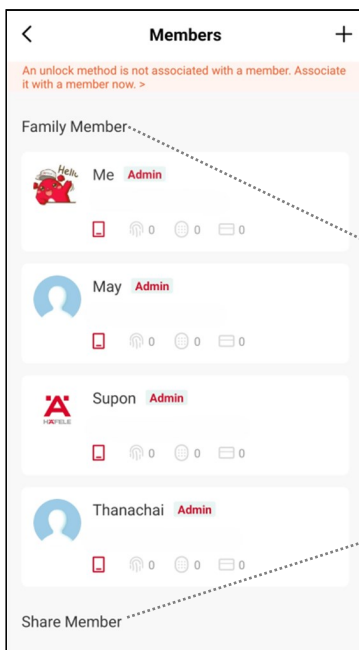 Members
An unlock method is not associated with a member. Associate
it with a member now. >
Family Member
Hello
Me Admin
0 0 0
May Admin
0 0 0
HÄFELE
Supon Admin
0 0 0
Thanachai Admin
0 0 0
Share Member